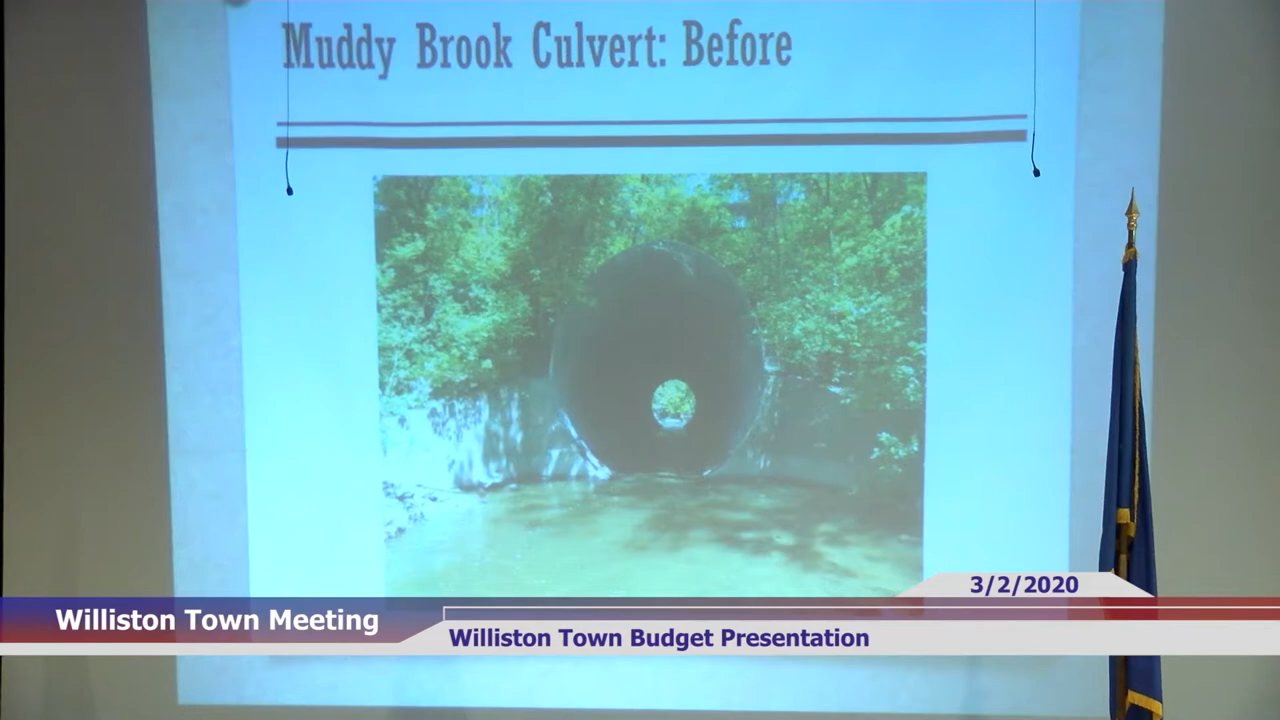 Muddy Brook Culvert: Before
3/2/2020
Williston Town Meeting
Williston Town Budget Presentation